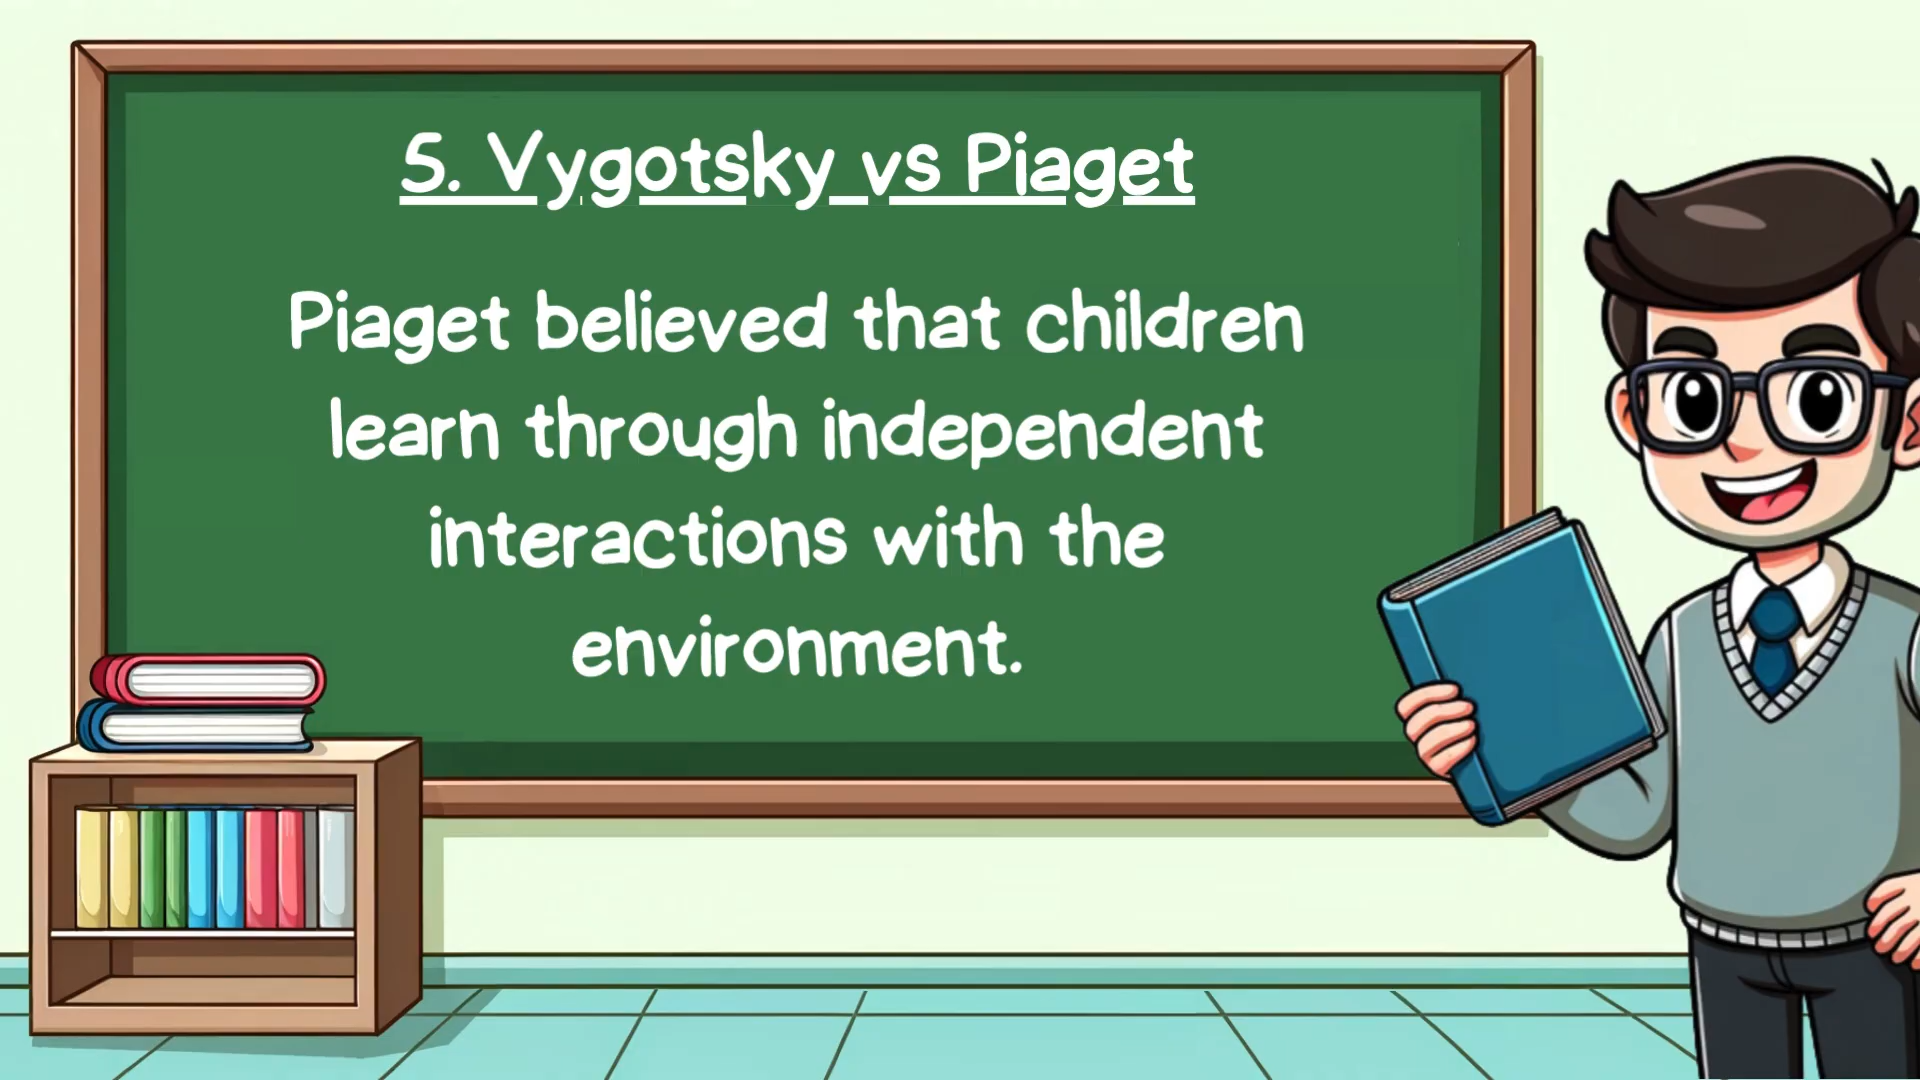 5. Vygotsky vs Piaget
Piaget believed that children
learn through independent
interactions with the
environment.